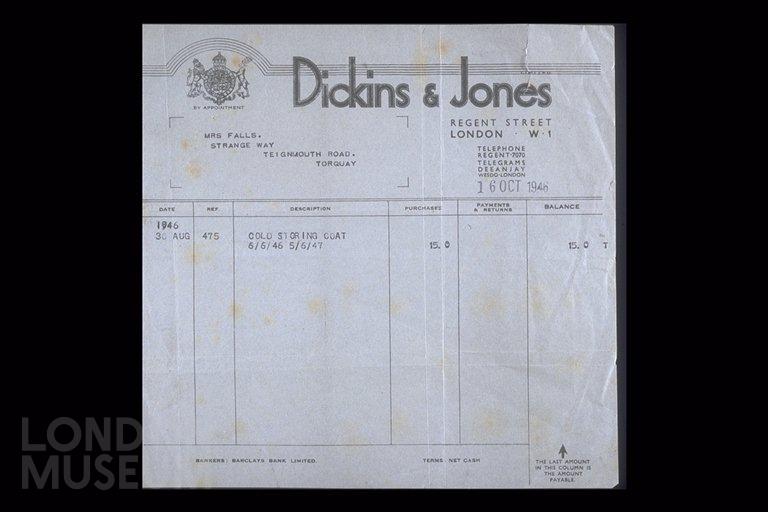 Dickins & Jones
LIMITED
BY APPOINTMENT
REGENT STREET
LONDON · W·1
MRS FALLS.
STRANGE WAY
TEIGNMOUTH ROAD.
TORQUAY
TELEPHONE
REGENT·7070
TELEGRAMS
DEEANJAY
WESDO·LONDON
16 OCT 1946
DATE REF. DESCRIPTION PURCHASES PAYMENTS & RETURNS BALANCE
1946
30 AUG 475 COLD STORING COAT
6/6/46 5/6/47 15. 0 15. 0 T
BANKERS: BARCLAYS BANK LIMITED. TERMS NET CASH
THE LAST AMOUNT
IN THIS COLUMN IS
THE AMOUNT
PAYABLE
LOND
MUSE